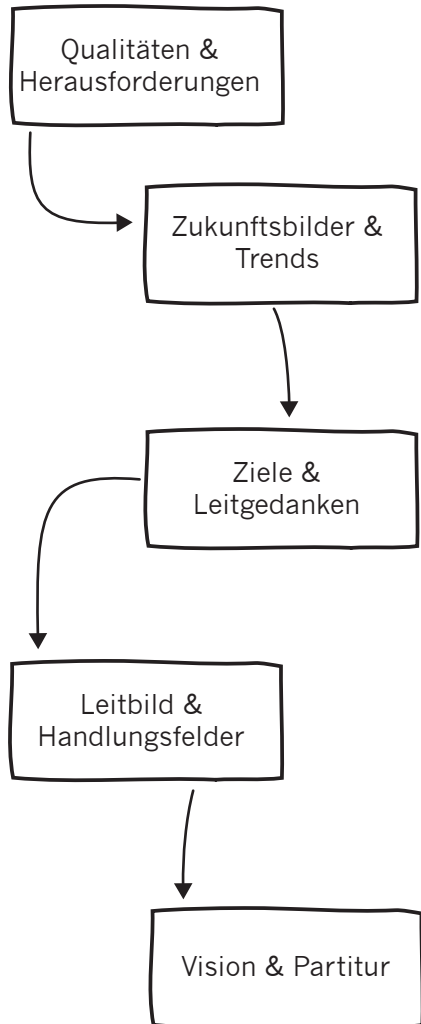 Qualitäten &
Herausforderungen
Zukunftsbilder &
Trends
Ziele &
Leitgedanken
Leitbild &
Handlungsfelder
Vision & Partitur